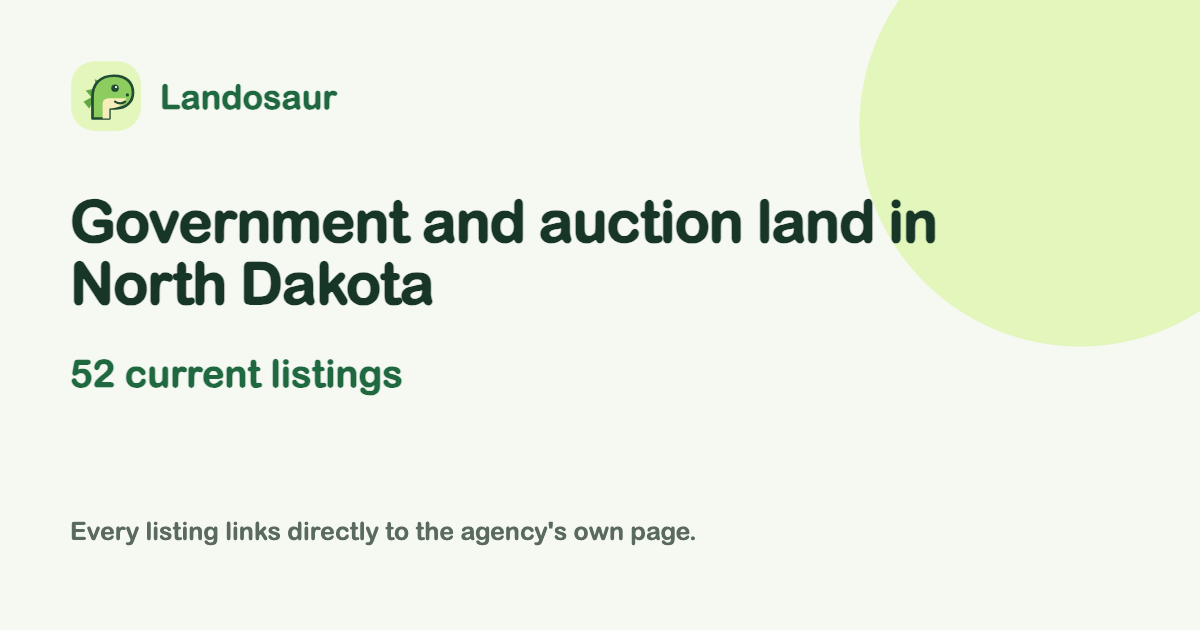 Landosaur
Government and auction land in
North Dakota
52 current listings
Every listing links directly to the agency's own page.